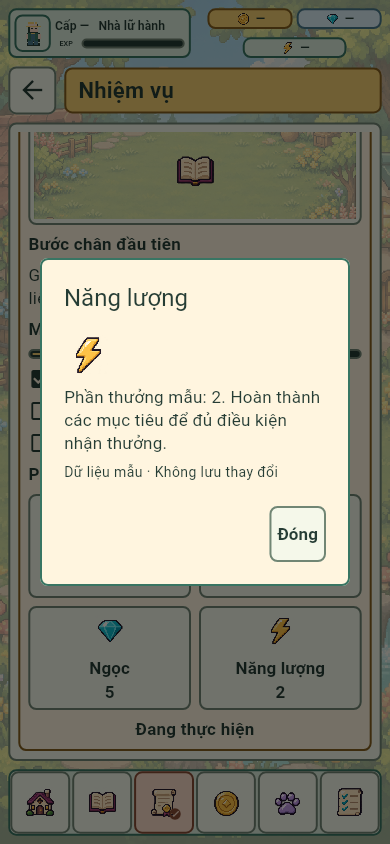 Cấp — Nhà lữ hành
EXP
—
—
—
Nhiệm vụ
Bước chân đầu tiên
G
liê
M
Năng lượng
Phần thưởng mẫu: 2. Hoàn thành
các mục tiêu để đủ điều kiện
nhận thưởng.
Dữ liệu mẫu · Không lưu thay đổi
Đóng
P
Ngọc
5
Năng lượng
2
Đang thực hiện